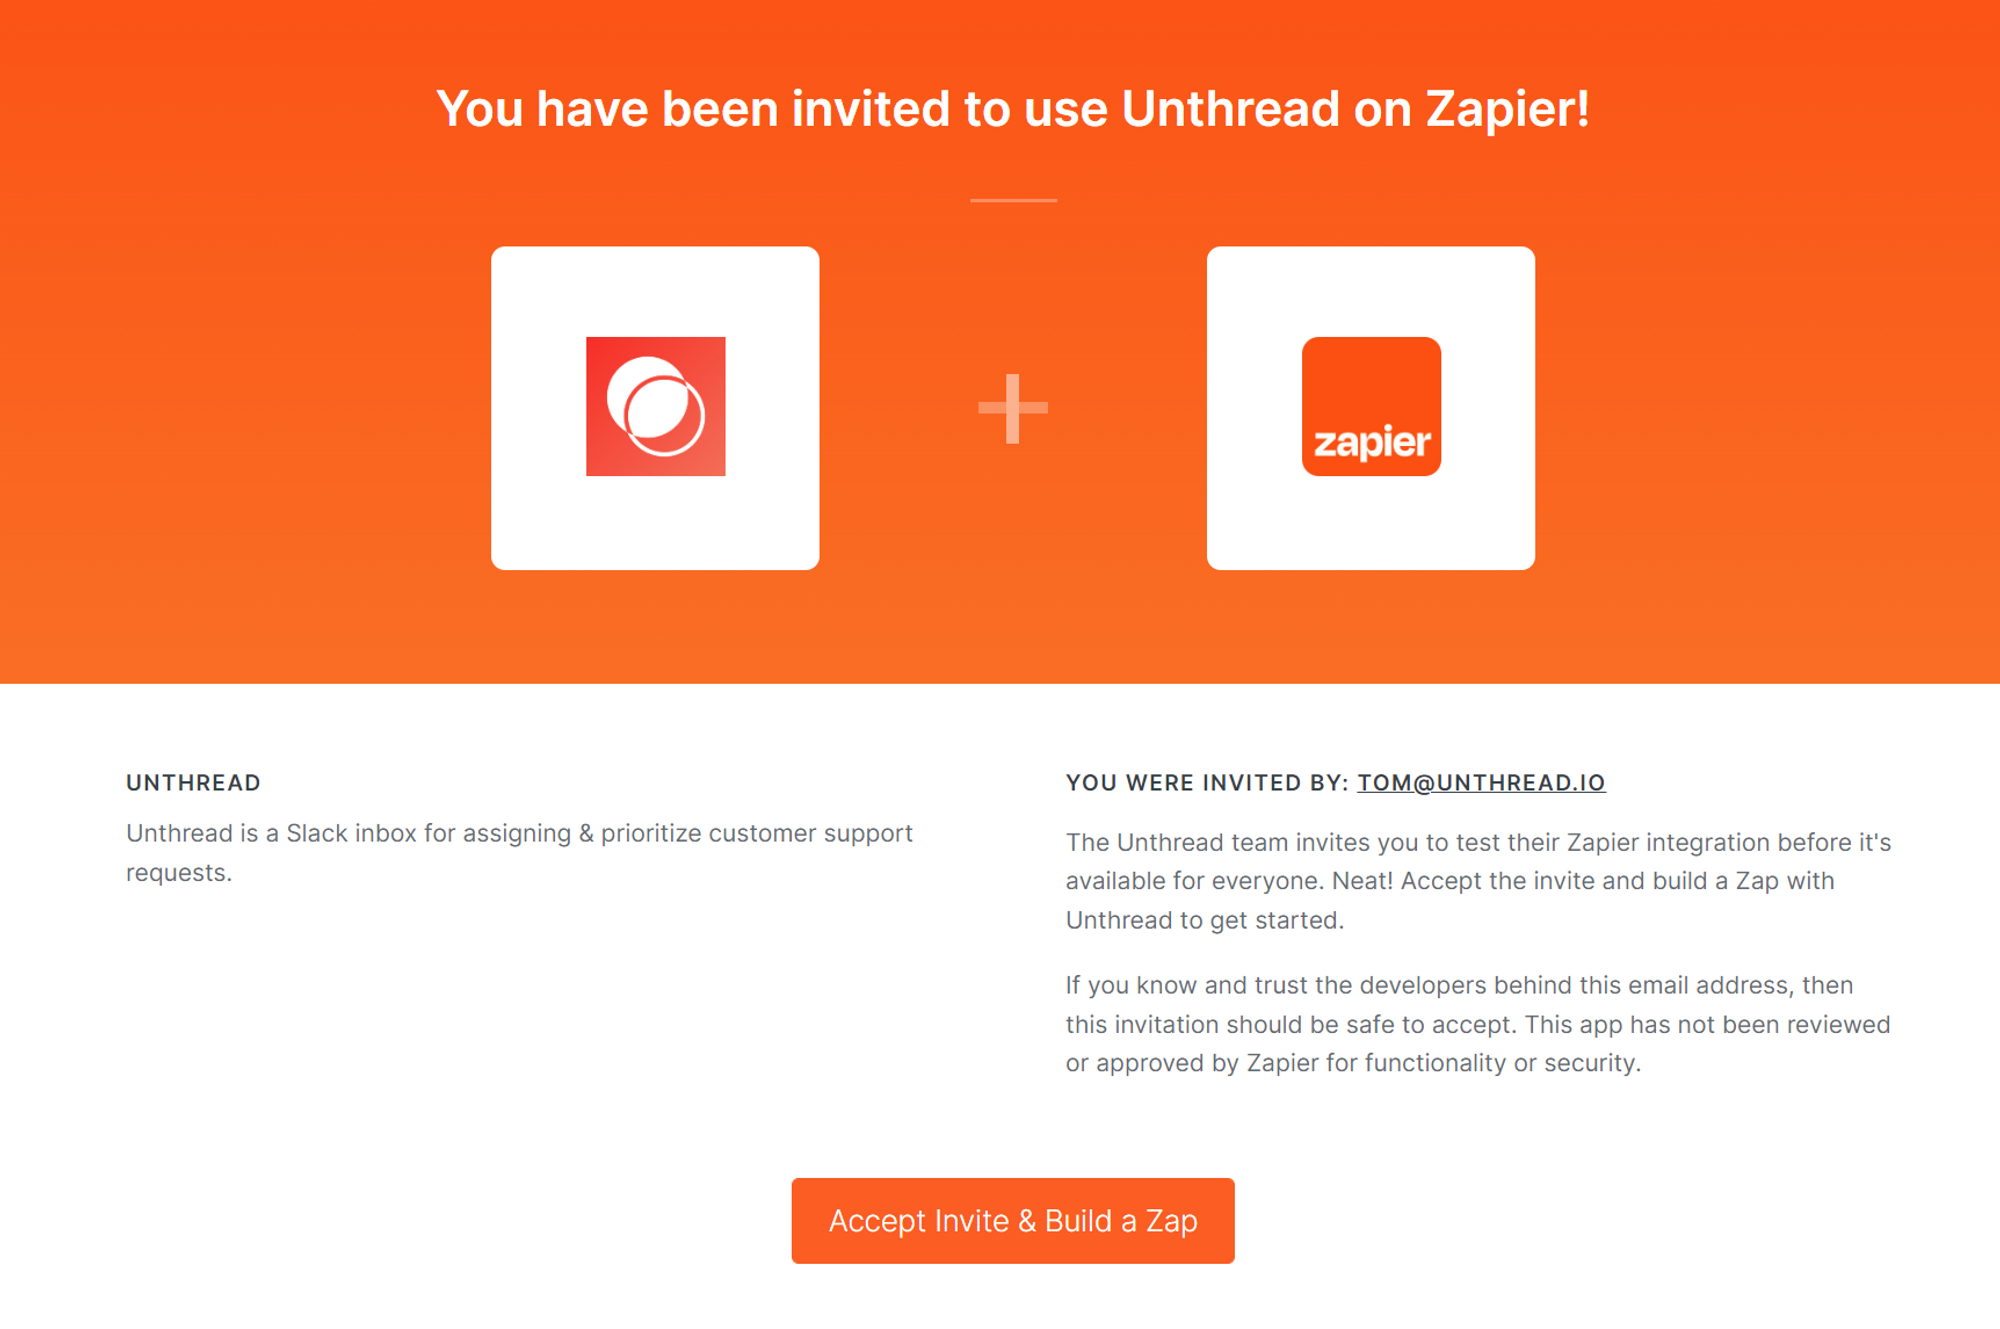 You have been invited to use Unthread on Zapier!
zapier
UNTHREAD
Unthread is a Slack inbox for assigning & prioritize customer support
requests.
YOU WERE INVITED BY: TOM@UNTHREAD.IO
The Unthread team invites you to test their Zapier integration before it's
available for everyone. Neat! Accept the invite and build a Zap with
Unthread to get started.
If you know and trust the developers behind this email address, then
this invitation should be safe to accept. This app has not been reviewed
or approved by Zapier for functionality or security.
Accept Invite & Build a Zap